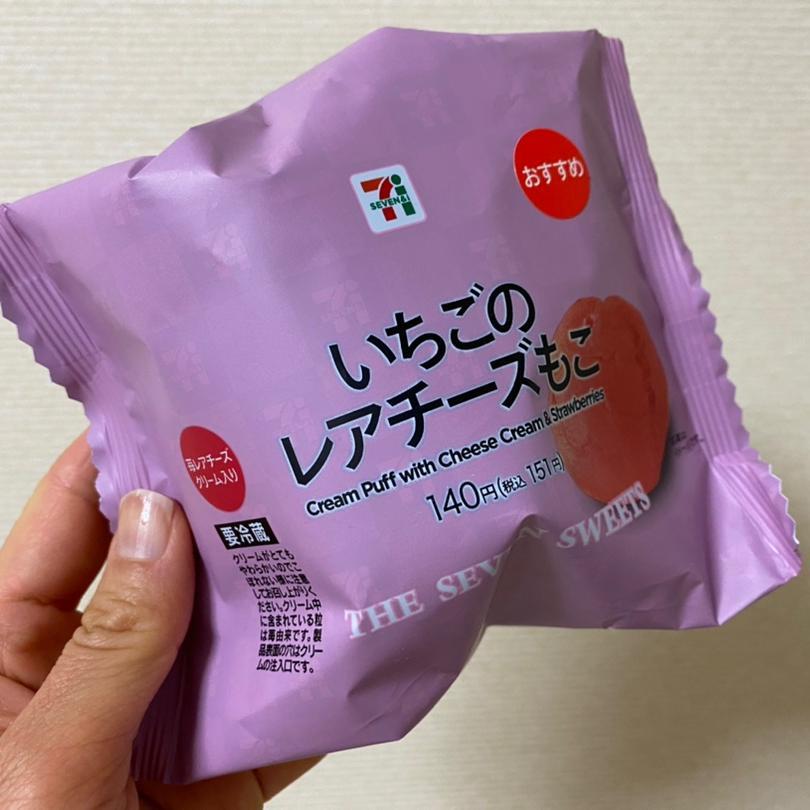 SEVEN&i
おすすめ
いちごの
レアチーズもこ
Cream Puff with Cheese Cream & Strawberries
140円(税込 151円)
苺レアチーズ
クリーム入り
要冷蔵
クリームがとても
やわらかいのでこ
ぼれない様に注意
してお召し上がりく
ださい。クリーム中
に含まれている粒
は苺由来です。製
品表面の穴はクリー
ムの注入口です。
THE SEVEN SWEETS